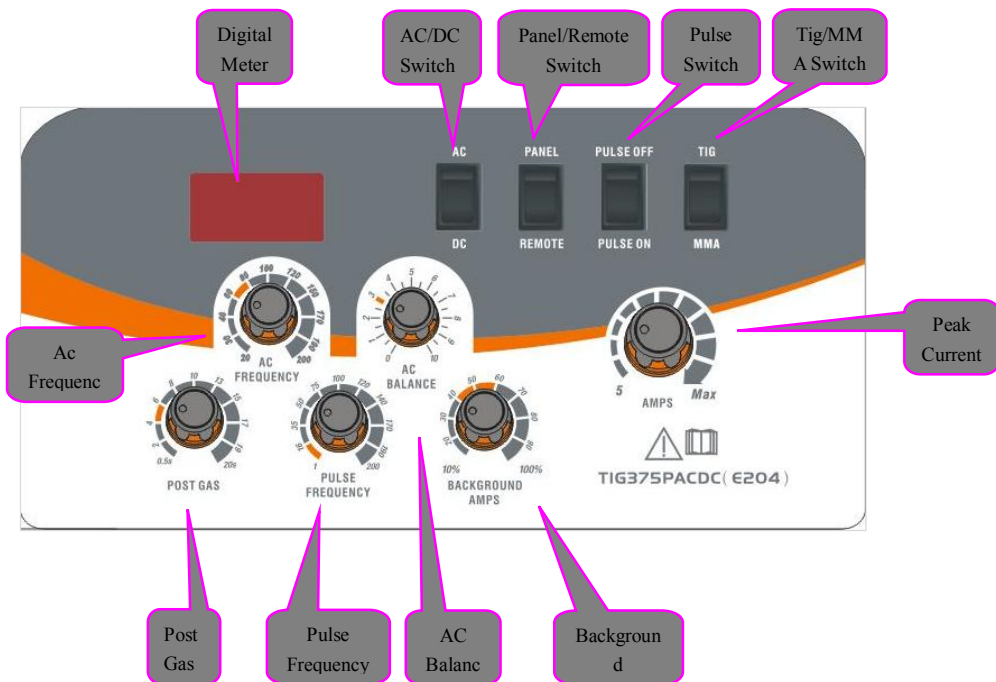 Digital
Meter
AC/DC
Switch
Panel/Remote
Switch
Pulse
Switch
Tig/MM
A Switch
AC
PANEL
PULSE OFF
TIG
DC
REMOTE
PULSE ON
MMA
20
30
40
60
80
100
120
150
170
190
200
AC
FREQUENCY
0
1
2
3
4
5
6
7
8
9
10
AC
BALANCE
5
Max
AMPS
Peak
Current
Ac
Frequenc
0.5s
2
4
6
8
10
13
15
17
19
20s
POST GAS
1
16
35
50
75
100
120
140
170
190
200
PULSE
FREQUENCY
10%
20
30
40
50
60
70
80
90
100%
BACKGROUND
AMPS
TIG375PACDC( E204 )
Post
Gas
Pulse
Frequency
AC
Balanc
Backgroun
d